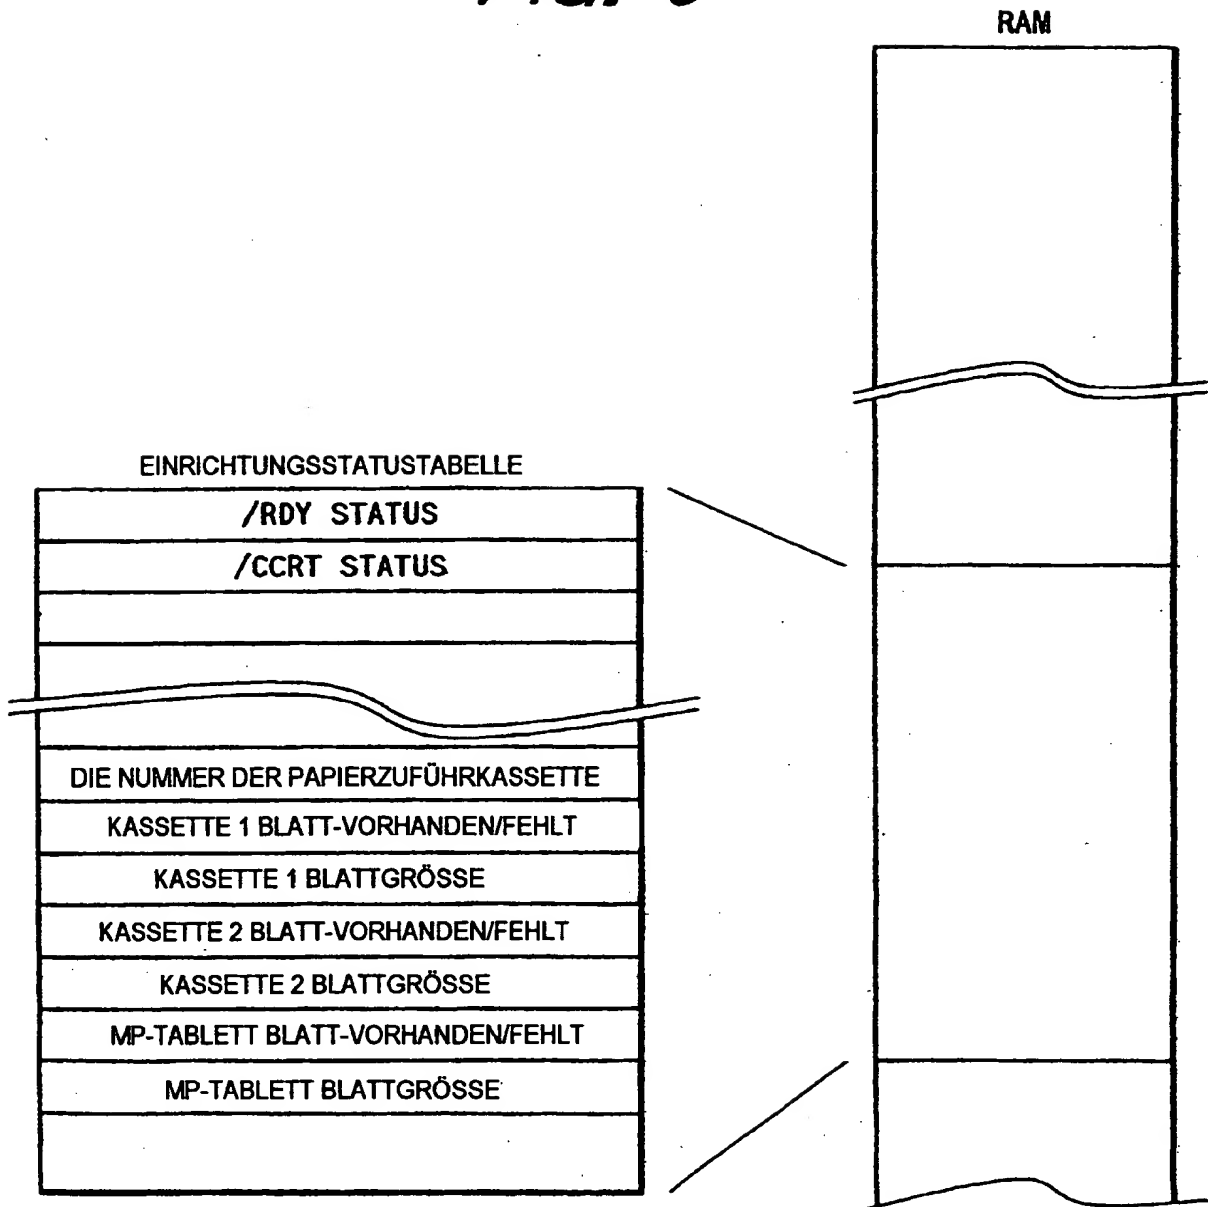 RAM
EINRICHTUNGSSTATUSTABELLE
/RDY STATUS
/CCRT STATUS
DIE NUMMER DER PAPIERZUFÜHRKASSETTE
KASSETTE 1 BLATT-VORHANDEN/FEHLT
KASSETTE 1 BLATTGRÖSSE
KASSETTE 2 BLATT-VORHANDEN/FEHLT
KASSETTE 2 BLATTGRÖSSE
MP-TABLETT BLATT-VORHANDEN/FEHLT
MP-TABLETT BLATTGRÖSSE